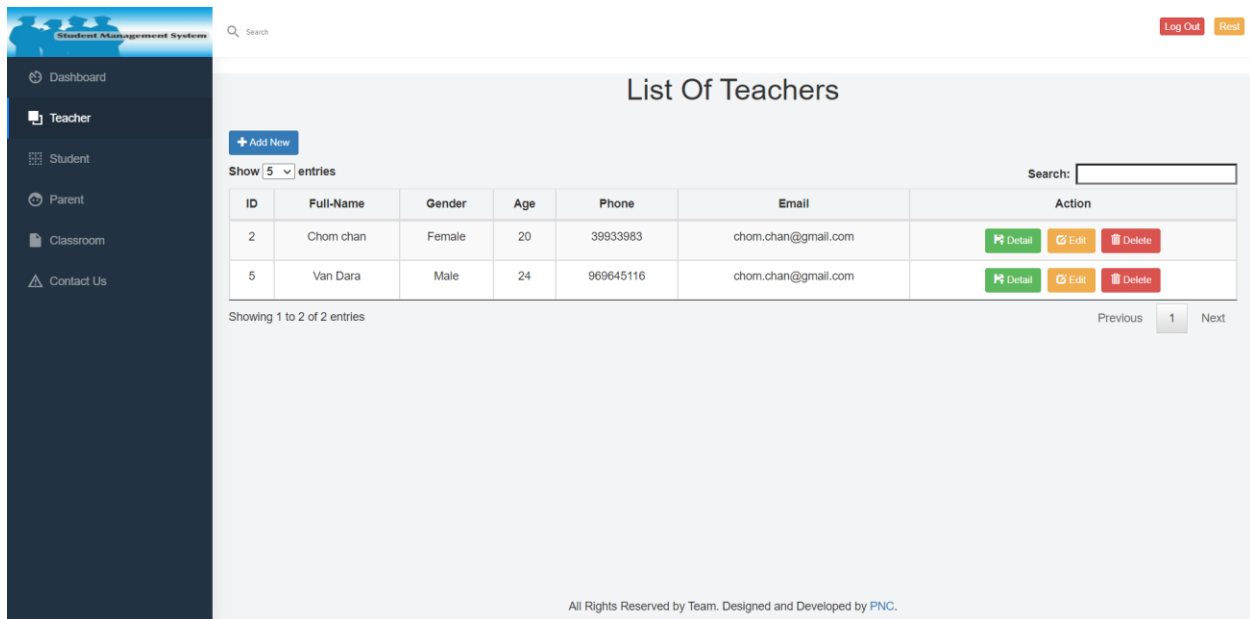 Student Management System
Search
Log Out Rest
Dashboard
Teacher
Student
Parent
Classroom
Contact Us
List Of Teachers
Add New
Show 5 entries
Search:
ID Full-Name Gender Age Phone Email Action
2 Chom chan Female 20 39933983 chom.chan@gmail.com Detail Edit Delete
5 Van Dara Male 24 969645116 chom.chan@gmail.com Detail Edit Delete
Showing 1 to 2 of 2 entries
Previous 1 Next
All Rights Reserved by Team. Designed and Developed by PNC.